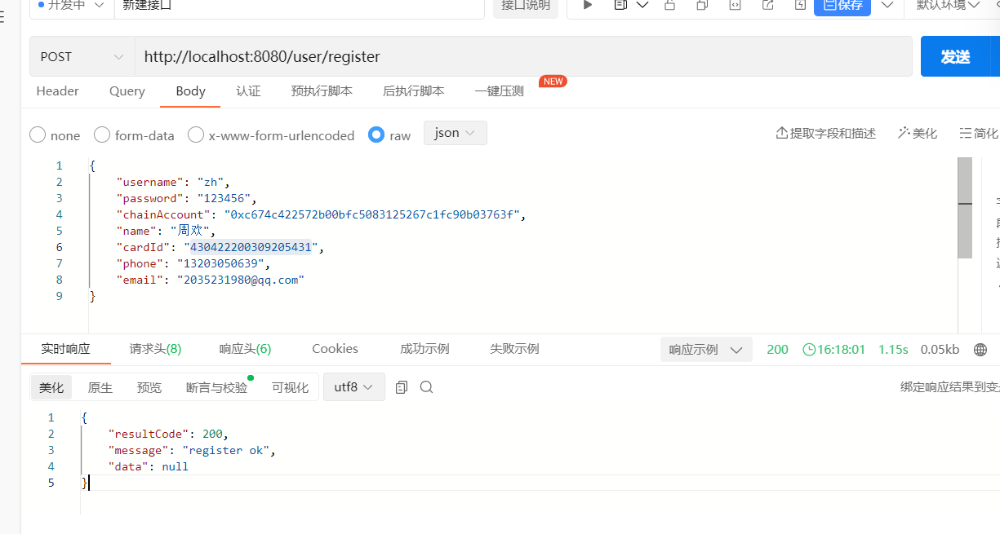 开发中 新建接口 接口说明 保存 默认环境
POST http://localhost:8080/user/register 发送
Header Query Body 认证 预执行脚本 后执行脚本 一键压测 NEW
none form-data x-www-form-urlencoded raw json 提取字段和描述 美化 简化
1 {
2 "username": "zh",
3 "password": "123456",
4 "chainAccount": "0xc674c422572b00bfc5083125267c1fc90b03763f",
5 "name": "周欢",
6 "cardId": "430422200309205431",
7 "phone": "13203050639",
8 "email": "2035231980@qq.com"
9 }
实时响应 请求头(8) 响应头(6) Cookies 成功示例 失败示例 响应示例 200 16:18:01 1.15s 0.05kb
美化 原生 预览 断言与校验 可视化 utf8 绑定响应结果到变
1 {
2 "resultCode": 200,
3 "message": "register ok",
4 "data": null
5 }